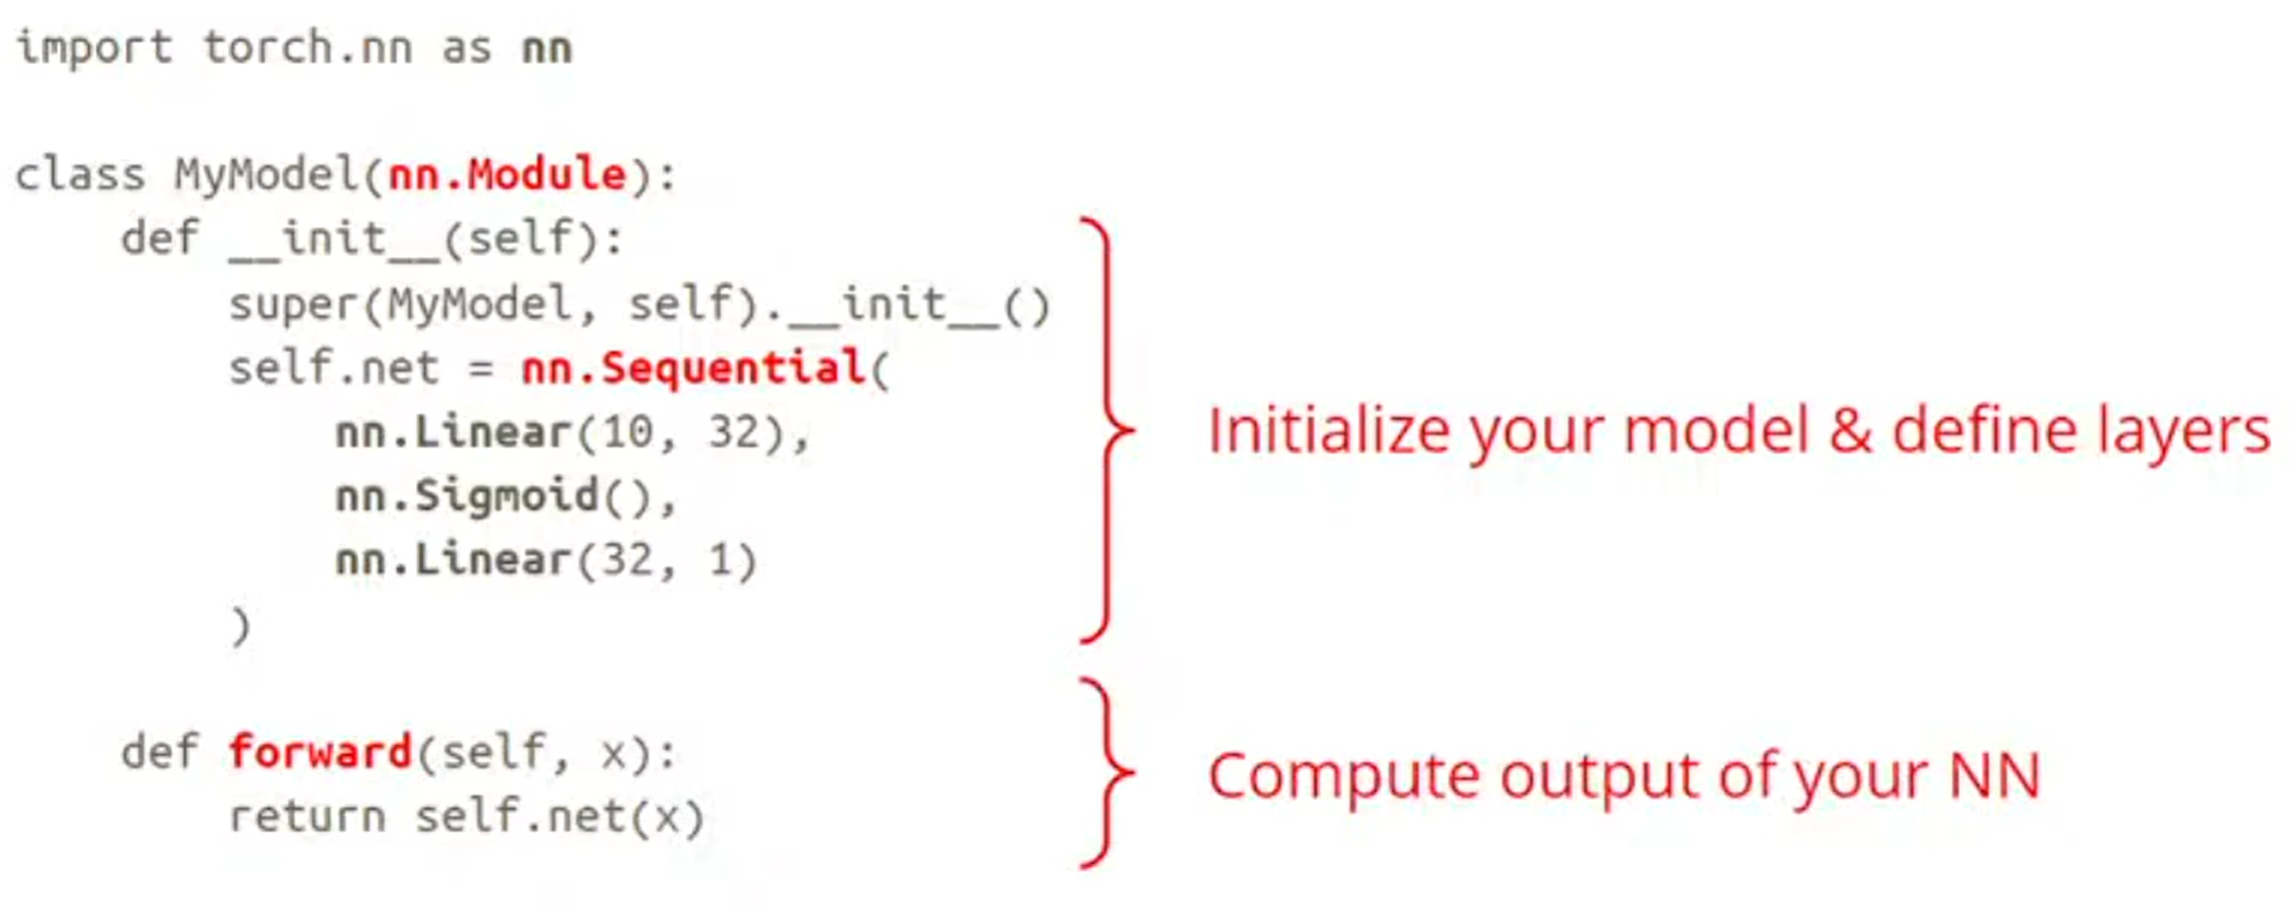 import torch.nn as nn
class MyModel(nn.Module):
def __init__(self):
super(MyModel, self).__init__()
self.net = nn.Sequential(
nn.Linear(10, 32),
nn.Sigmoid(),
nn.Linear(32, 1)
)
Initialize your model & define layers
def forward(self, x):
return self.net(x)
Compute output of your NN